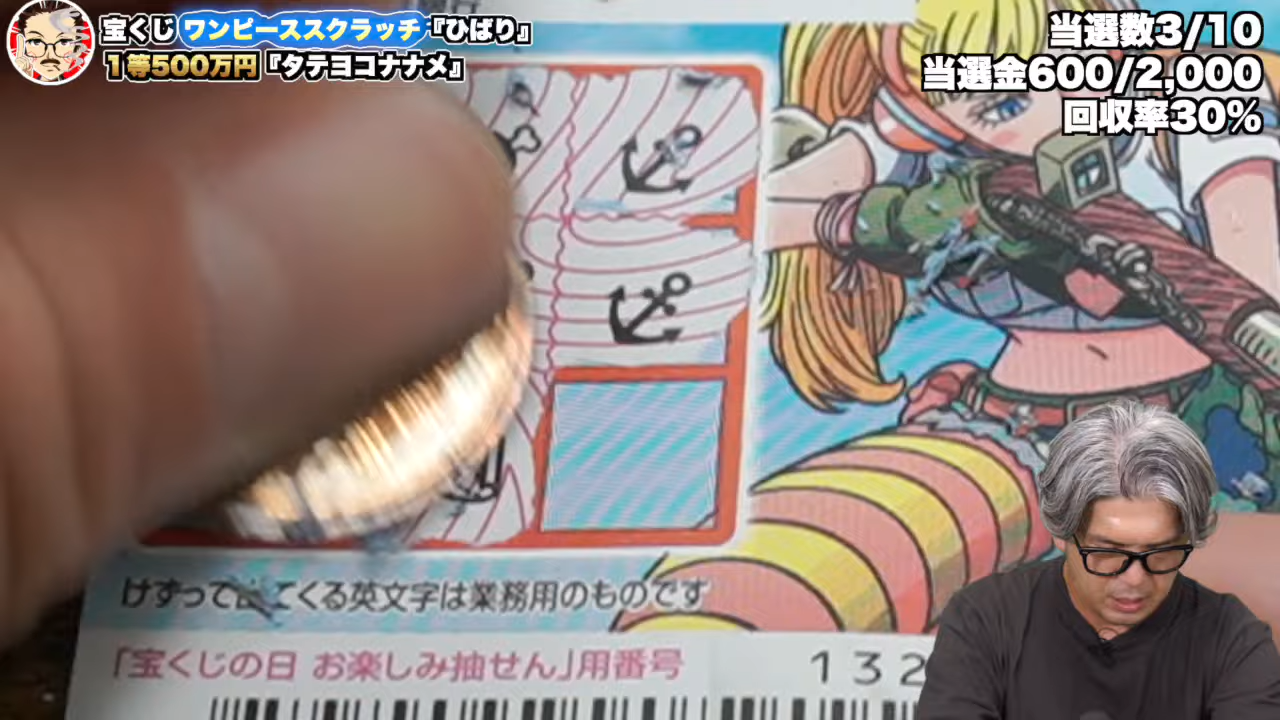 宝くじ ワンピーススクラッチ『ひばり』
1等500万円『タテヨコナナメ』
当選数3/10
当選金600/2,000
回収率30%
けずって出てくる英文字は業務用のものです
「宝くじの日 お楽しみ抽せん」用番号
132